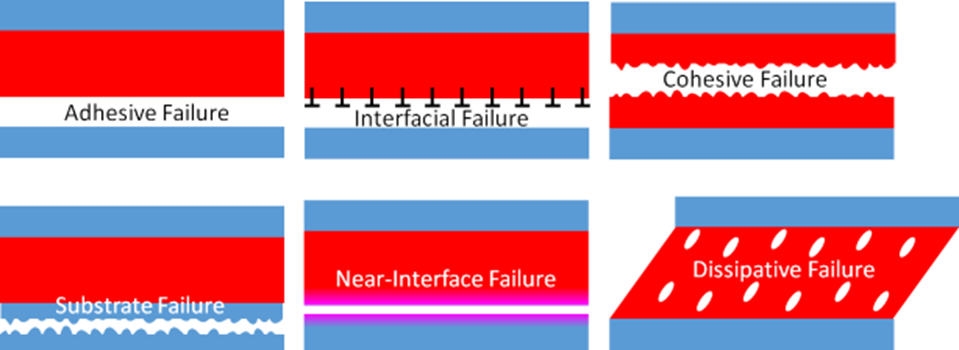 Adhesive Failure
Interfacial Failure
Cohesive Failure
Substrate Failure
Near-Interface Failure
Dissipative Failure